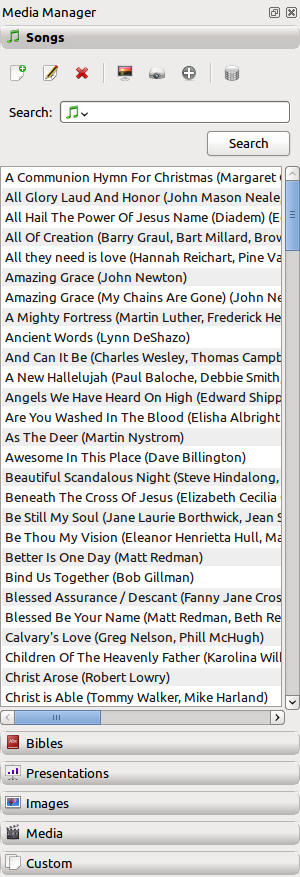 Media Manager
Songs
Search:
Search
A Communion Hymn For Christmas (Margaret
All Glory Laud And Honor (John Mason Neale,
All Hail The Power Of Jesus Name (Diadem) (E
All Of Creation (Barry Graul, Bart Millard, Brow
All they need is love (Hannah Reichart, Pine Va
Amazing Grace (John Newton)
Amazing Grace (My Chains Are Gone) (John Ne
A Mighty Fortress (Martin Luther, Frederick He
Ancient Words (Lynn DeShazo)
And Can It Be (Charles Wesley, Thomas Campb
A New Hallelujah (Paul Baloche, Debbie Smith,
Angels We Have Heard On High (Edward Shipp
Are You Washed In The Blood (Elisha Albright
As The Deer (Martin Nystrom)
Awesome In This Place (Dave Billington)
Beautiful Scandalous Night (Steve Hindalong,
Beneath The Cross Of Jesus (Elizabeth Cecilia
Be Still My Soul (Jane Laurie Borthwick, Jean S
Be Thou My Vision (Eleanor Henrietta Hull, Ma
Better Is One Day (Matt Redman)
Bind Us Together (Bob Gillman)
Blessed Assurance / Descant (Fanny Jane Cros
Blessed Be Your Name (Matt Redman, Beth Re
Calvary's Love (Greg Nelson, Phill McHugh)
Children Of The Heavenly Father (Karolina Wil
Christ Arose (Robert Lowry)
Christ is Able (Tommy Walker, Mike Harland)
Bibles
Presentations
Images
Media
Custom